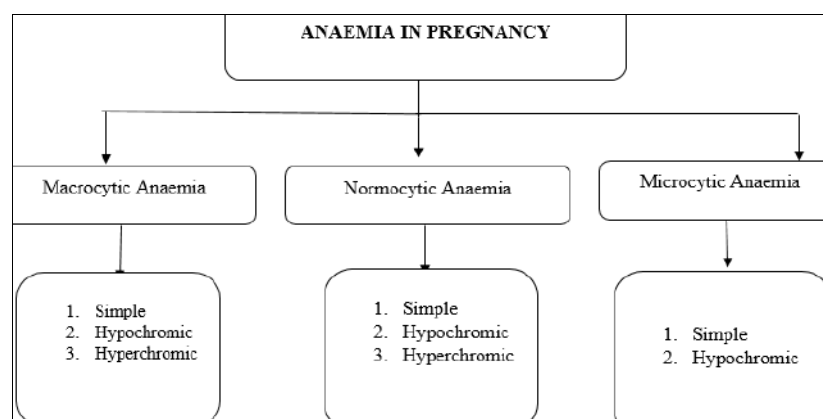 ANAEMIA IN PREGNANCY
Macrocytic Anaemia
Normocytic Anaemia
Microcytic Anaemia
1. Simple
2. Hypochromic
3. Hyperchromic
1. Simple
2. Hypochromic
3. Hyperchromic
1. Simple
2. Hypochromic